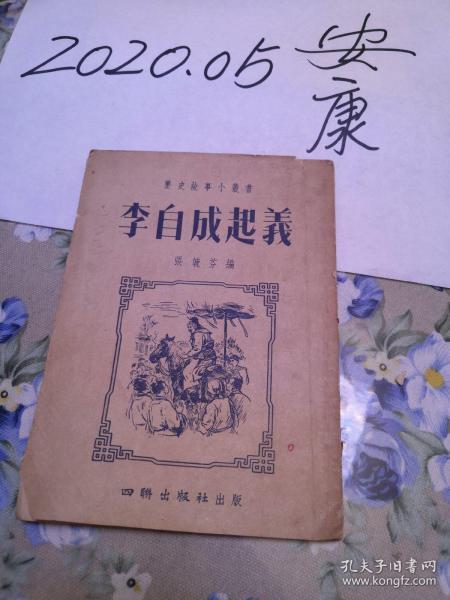 2020.05 安康
歷史故事小叢書
李自成起義
張毓芬編
四聯出版社出版
孔夫子旧书网
www.kongfz.com